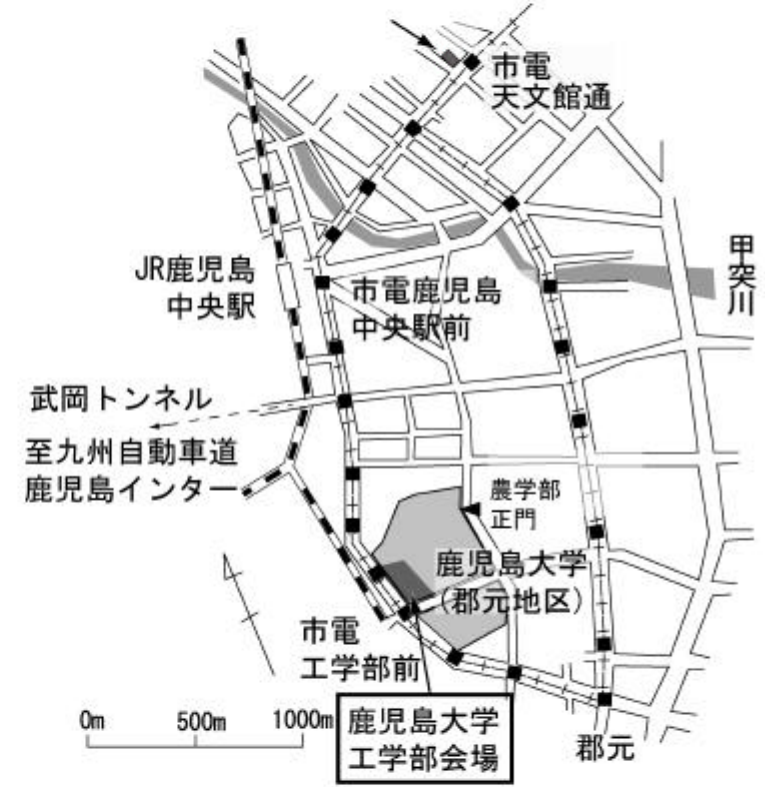 市電
天文館通
甲突川
JR鹿児島
中央駅
市電鹿児島
中央駅前
武岡トンネル
至九州自動車道
鹿児島インター
農学部
正門
鹿児島大学
(郡元地区)
市電
工学部前
0m 500m 1000m
鹿児島大学
工学部会場
郡元